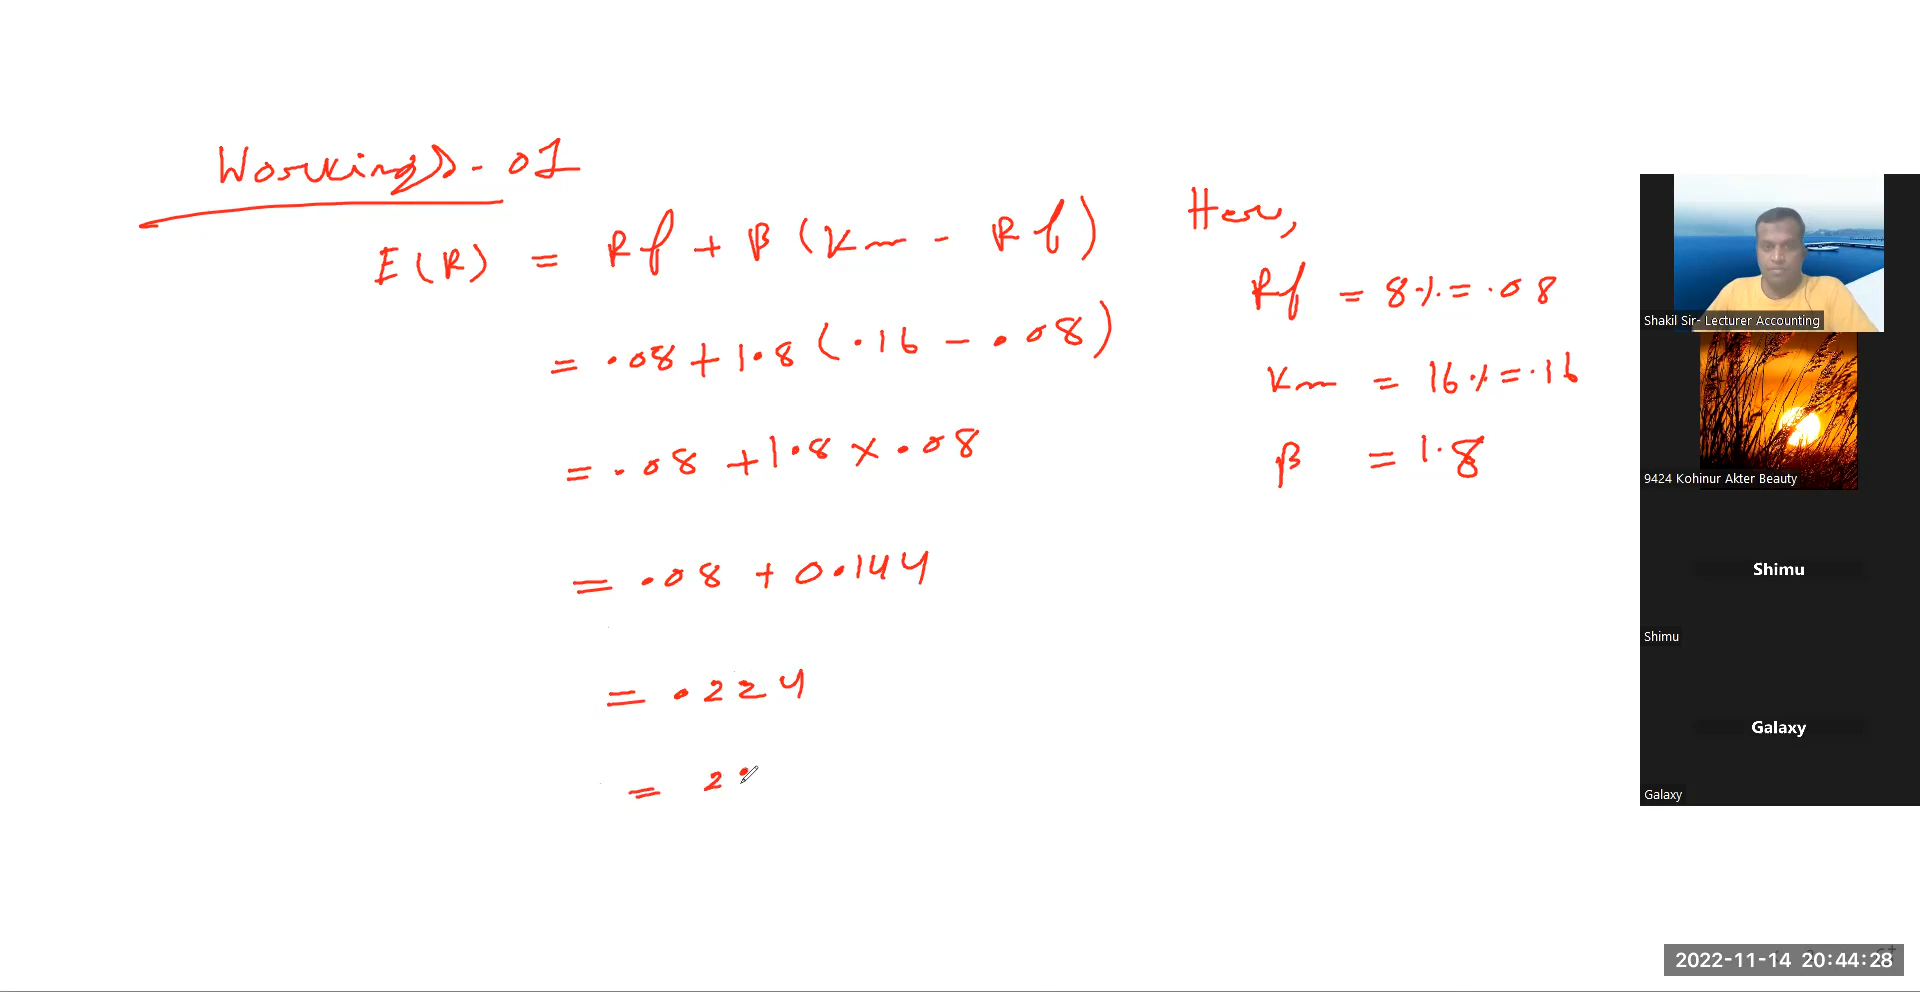 Workings-01
E(R) = Rf + β (Km - Rf)
= .08 + 1.8 (.16 - .08)
= .08 + 1.8 × .08
= .08 + 0.144
= .224
= 2
Here,
Rf = 8% = .08
Km = 16% = .16
β = 1.8
Shakil Sir- Lecturer Accounting
9424 Kohinur Akter Beauty
Shimu
Shimu
Galaxy
Galaxy
2022-11-14 20:44:28